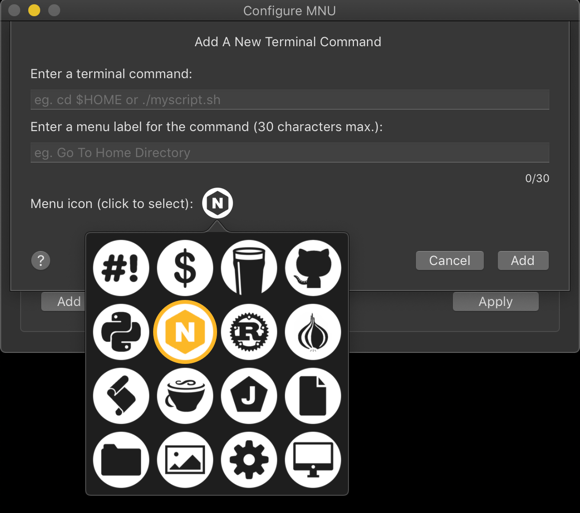 Configure MNU
Add A New Terminal Command
Enter a terminal command:
eg. cd $HOME or ./myscript.sh
Enter a menu label for the command (30 characters max.):
eg. Go To Home Directory
0/30
Menu icon (click to select): N
#! $
?
Cancel Add
Add Apply
N R
J